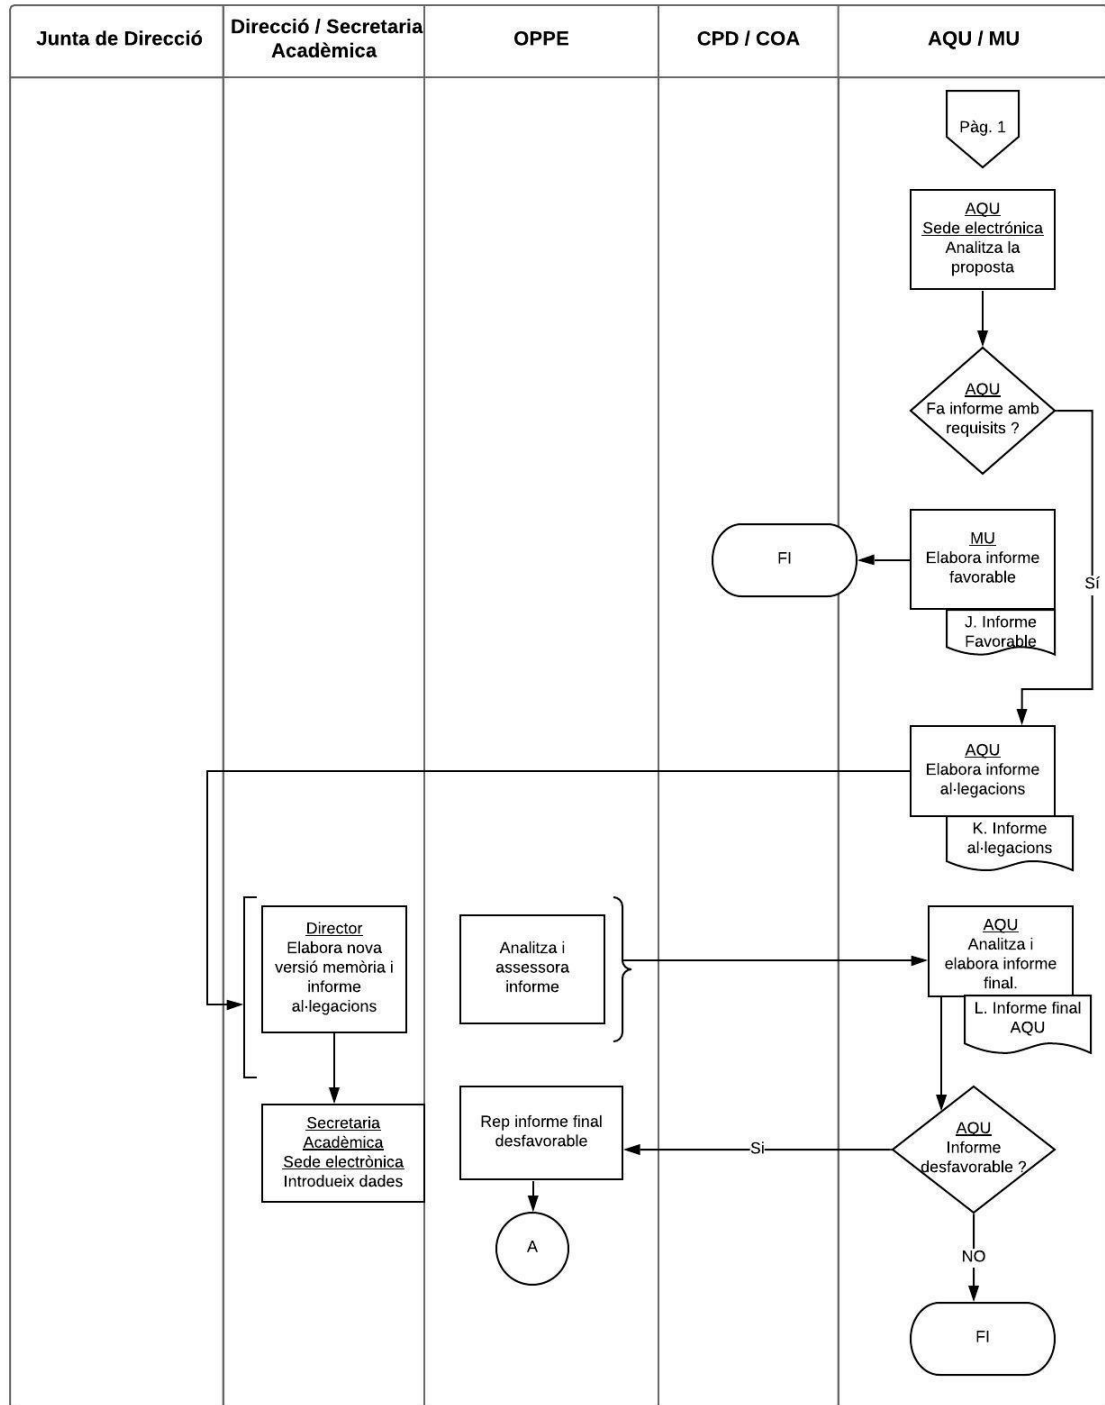 Junta de Direcció
Direcció / Secretaria
Acadèmica
OPPE
CPD / COA
AQU / MU
Pàg. 1
AQU
Sede electrónica
Analitza la
proposta
AQU
Fa informe amb
requisits ?
Sí
FI
MU
Elabora informe
favorable
J. Informe
Favorable
AQU
Elabora informe
al·legacions
K. Informe
al·legacions
Director
Elabora nova
versió memòria i
informe
al·legacions
Analitza i
assessora
informe
AQU
Analitza i
elabora informe
final.
L. Informe final
AQU
Secretaria
Acadèmica
Sede electrònica
Introdueix dades
Rep informe final
desfavorable
Si
AQU
Informe
desfavorable ?
A
NO
FI